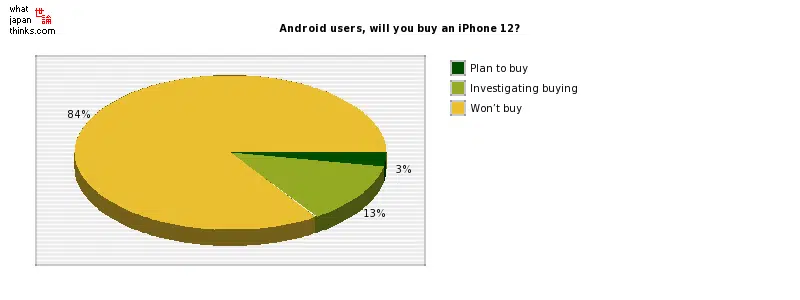 what
japan
thinks.com
世
論
Android users, will you buy an iPhone 12?
Plan to buy
Investigating buying
Won't buy
84%
3%
13%